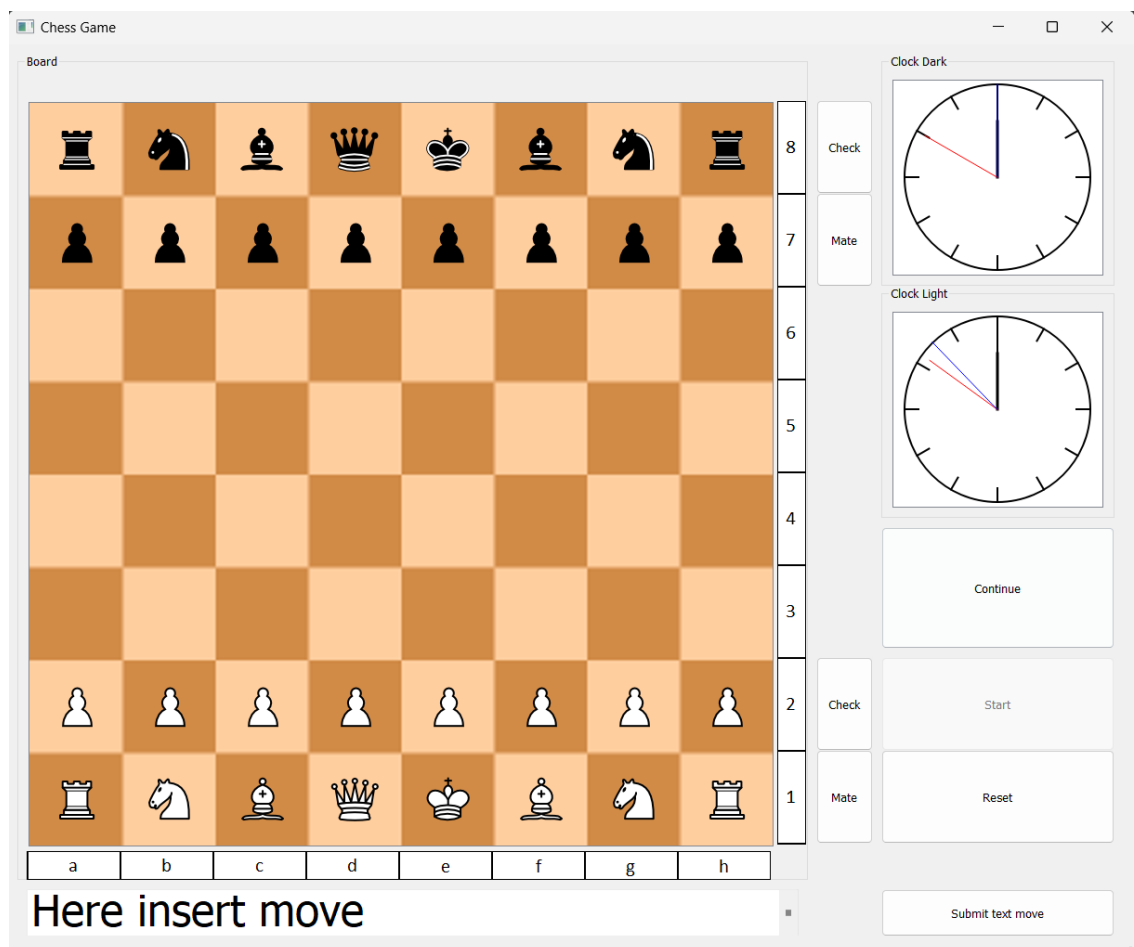 Chess Game
Board
Clock Dark
8
Check
7
Mate
Clock Light
6
5
4
Continue
3
2
Check
Start
1
Mate
Reset
a b c d e f g h
Here insert move
Submit text move